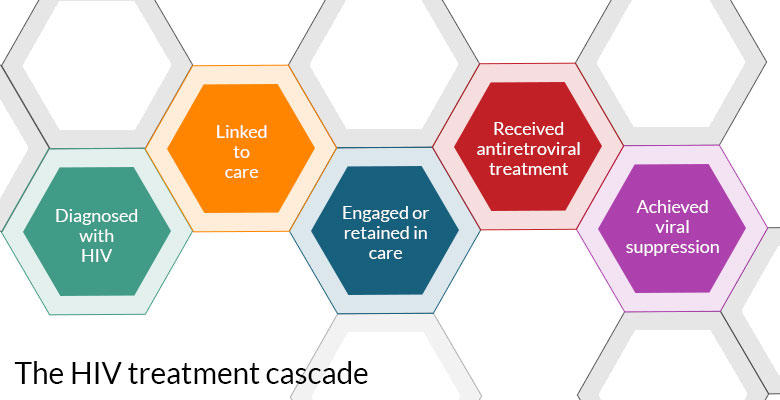 Diagnosed
with
HIV
Linked
to
care
Engaged or
retained in
care
Received
antiretroviral
treatment
Achieved
viral
suppression
The HIV treatment cascade